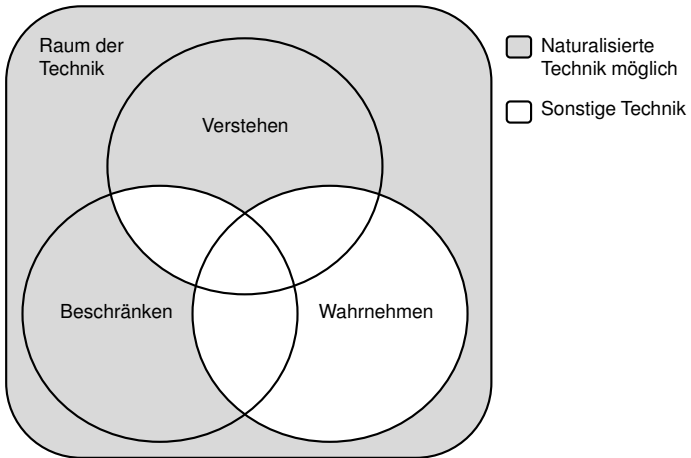 Raum der
Technik
Verstehen
Beschränken
Wahrnehmen
Naturalisierte
Technik möglich
Sonstige Technik